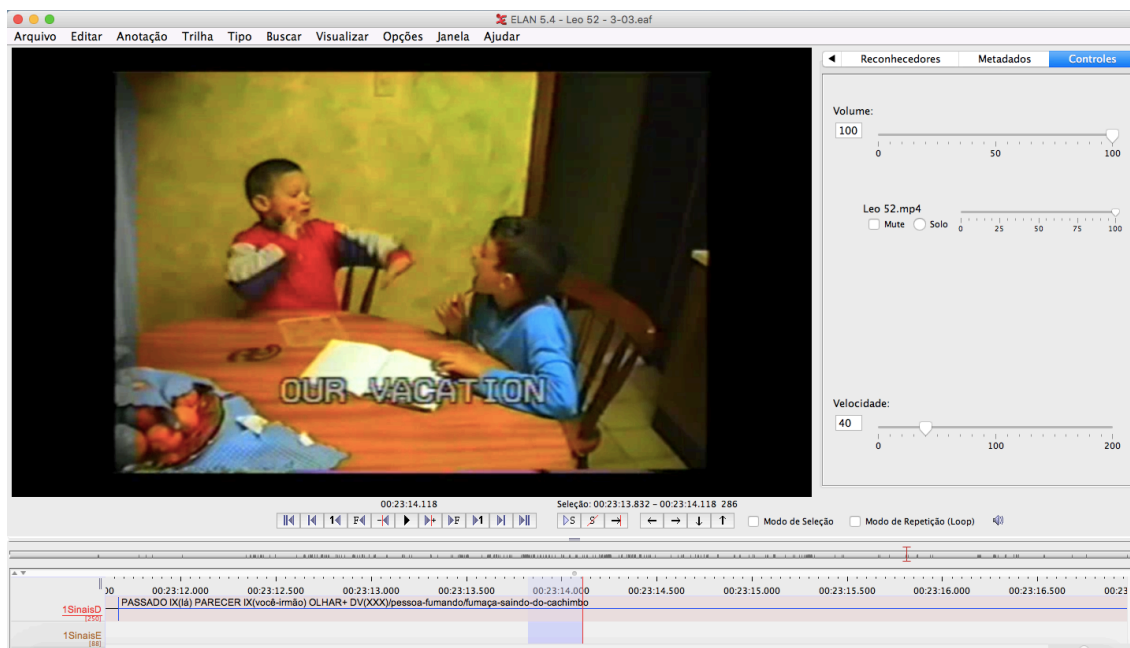 ELAN 5.4 - Leo 52 - 3-03.eaf
Arquivo Editar Anotação Trilha Tipo Buscar Visualizar Opções Janela Ajudar
Reconhecedores Metadados Controles
Volume:
100
0 50 100
Leo 52.mp4
Mute Solo
0 25 50 75 100
OUR VACATION
Velocidade:
40
0 100 200
00:23:14.118
Seleção: 00:23:13.832 - 00:23:14.118 286
1 F F 1
S S Modo de Seleção Modo de Repetição (Loop)
00 00:23:12.000 00:23:12.500 00:23:13.000 00:23:13.500 00:23:14.000 00:23:14.500 00:23:15.000 00:23:15.500 00:23:16.000 00:23:16.500 00:23
PASSADO IX(lá) PARECER IX(você-irmão) OLHAR+ DV(XXX)/pessoa-fumando/fumaça-saindo-do-cachimbo
1SinaisD
[250]
1SinaisE
[88]